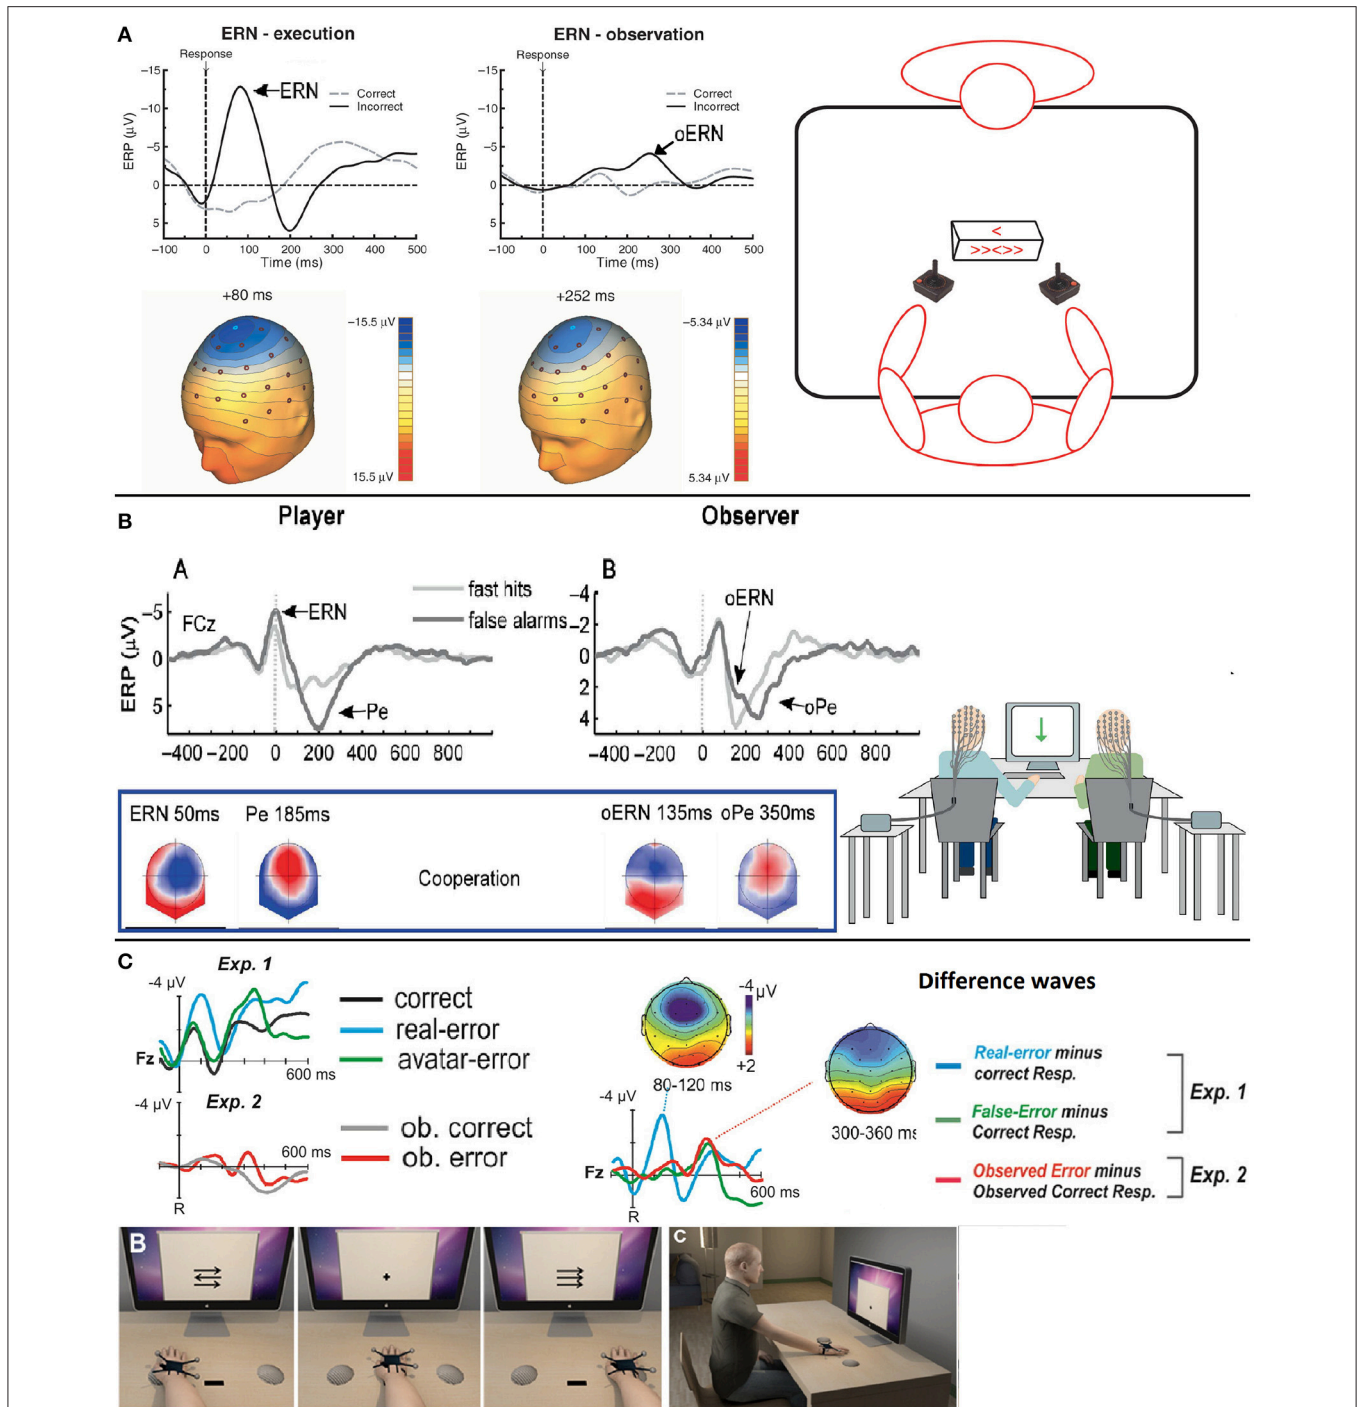 A
ERN - execution
Response
ERP (µV)
−15
−10
−5
0
5
ERN
Correct
Incorrect
−100 0 100 200 300 400 500
Time (ms)
ERN - observation
Response
ERP (µV)
−15
−10
−5
0
5
Correct
Incorrect
oERN
−100 0 100 200 300 400 500
Time (ms)
<
>><>>
+80 ms
−15.5 µV
15.5 µV
+252 ms
−5.34 µV
5.34 µV
B
Player
Observer
A
fast hits
false alarms
ERP (µV)
−5
0
5
FCz
ERN
Pe
-400 -200 0 200 400 600 800
B
−4
−2
0
2
4
oERN
oPe
-400 -200 0 200 400 600 800
ERN 50ms
Pe 185ms
Cooperation
oERN 135ms
oPe 350ms
C
Exp. 1
-4 µV
Fz
600 ms
correct
real-error
avatar-error
Exp. 2
-4 µV
600 ms
R
ob. correct
ob. error
-4
µV
+2
80-120 ms
300-360 ms
-4 µV
Fz
600 ms
R
Difference waves
Real-error minus
correct Resp.
False-Error minus
Correct Resp.
Exp. 1
Observed Error minus
Observed Correct Resp.
Exp. 2
B
C